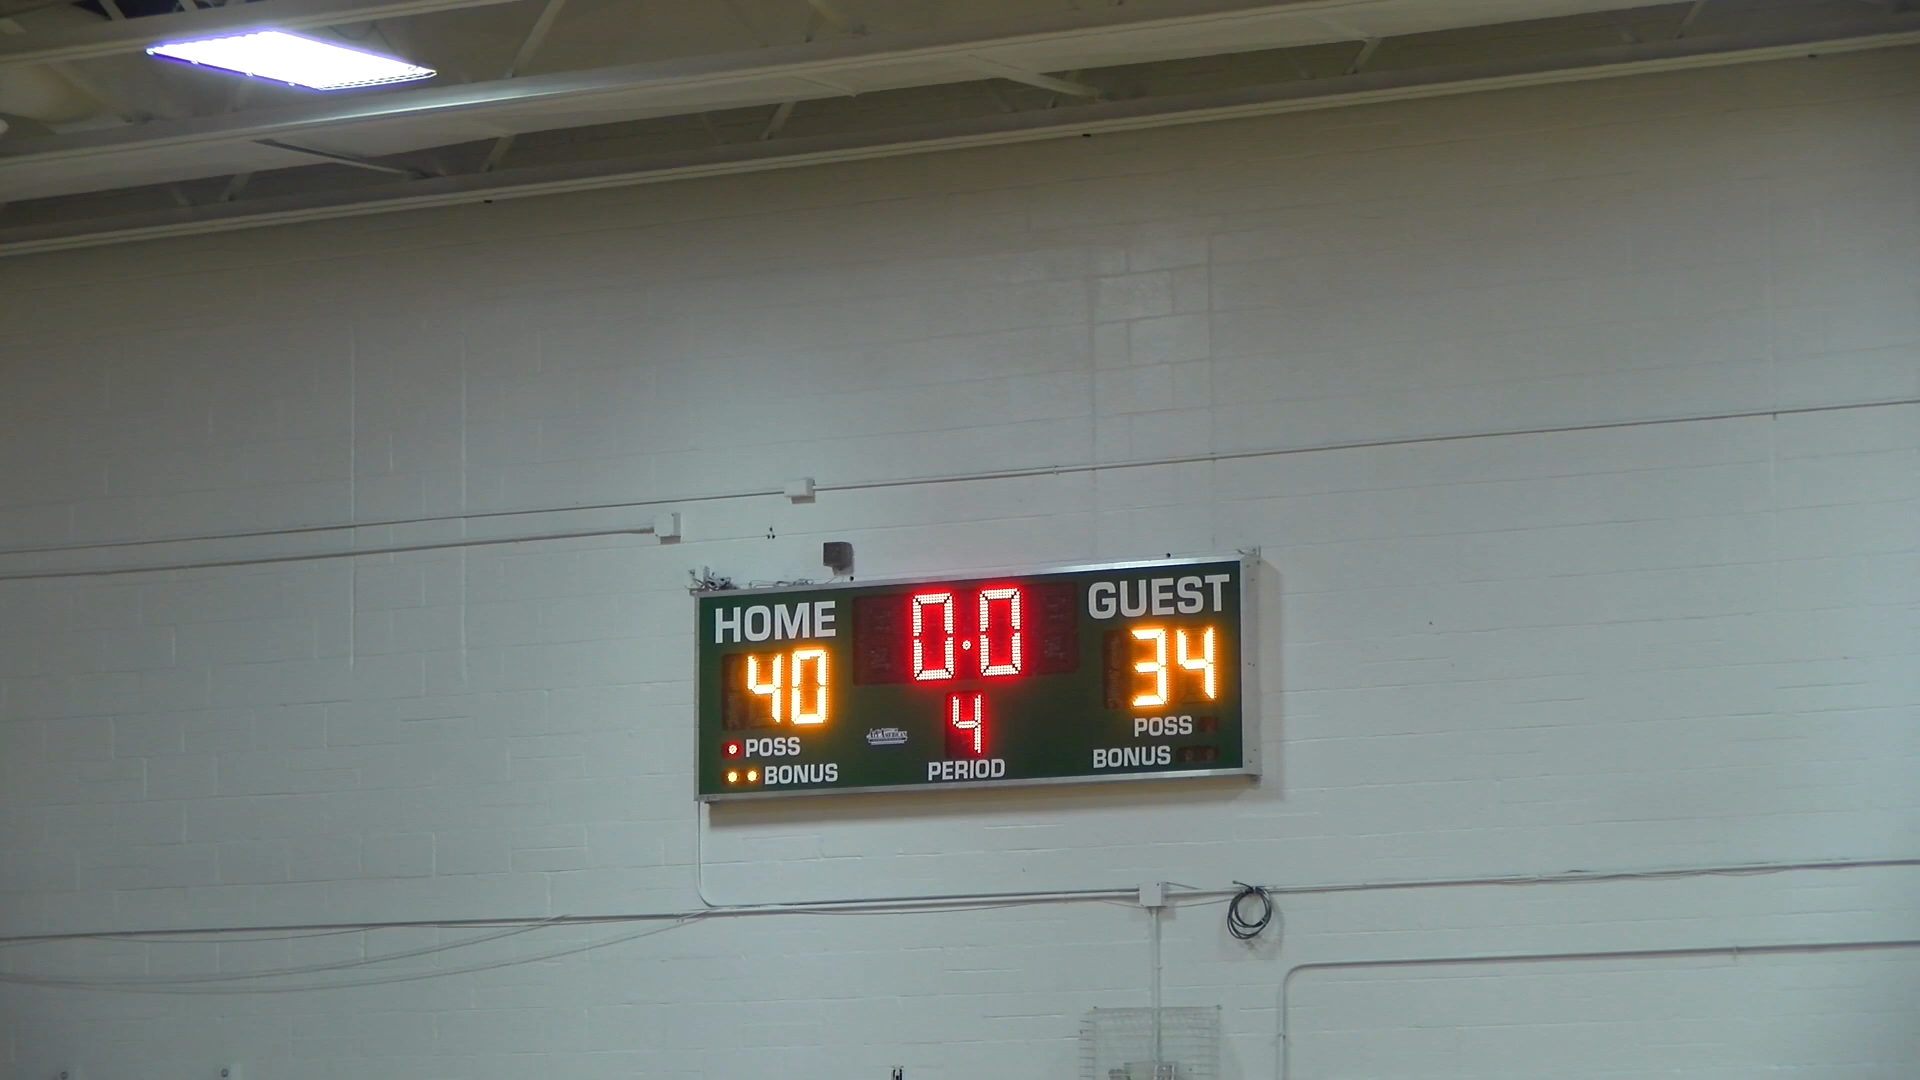 HOME 0.0 GUEST
40 34
4
POSS POSS
BONUS PERIOD BONUS